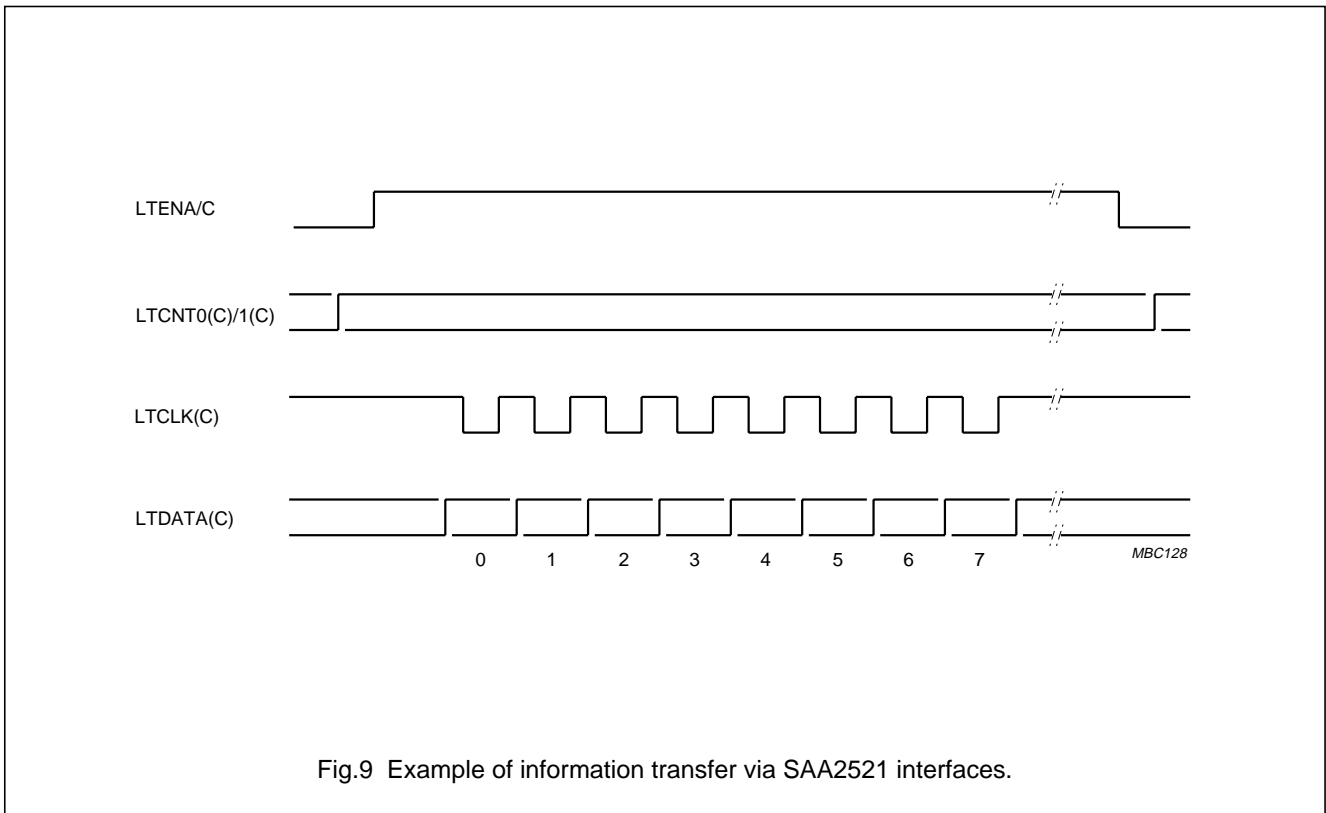 LTENA/C
LTCNT0(C)/1(C)
LTCLK(C)
LTDATA(C)
0 1 2 3 4 5 6 7
MBC128
Fig.9 Example of information transfer via SAA2521 interfaces.